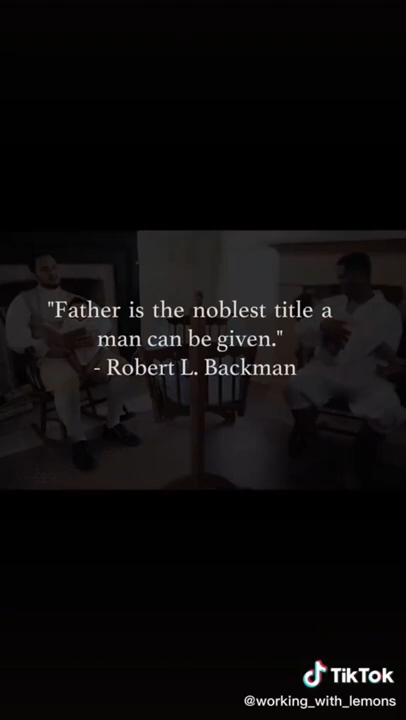 "Father is the noblest title a
man can be given."
- Robert L. Backman
TikTok
@working_with_lemons